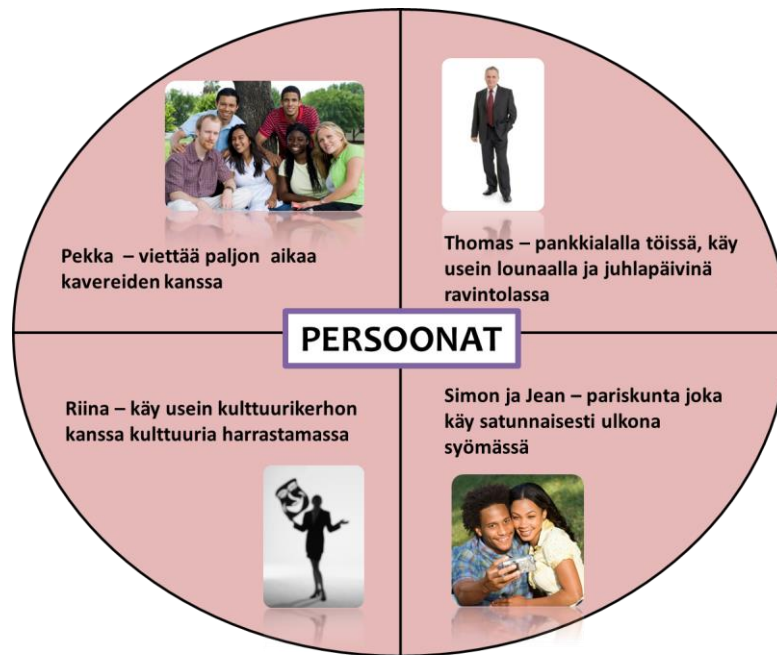 Pekka – viettää paljon aikaa
kavereiden kanssa
Thomas – pankkialalla töissä, käy
usein lounaalla ja juhlapäivinä
ravintolassa
PERSOONAT
Riina – käy usein kulttuurikerhon
kanssa kulttuuria harrastamassa
Simon ja Jean – pariskunta joka
käy satunnaisesti ulkona
syömässä